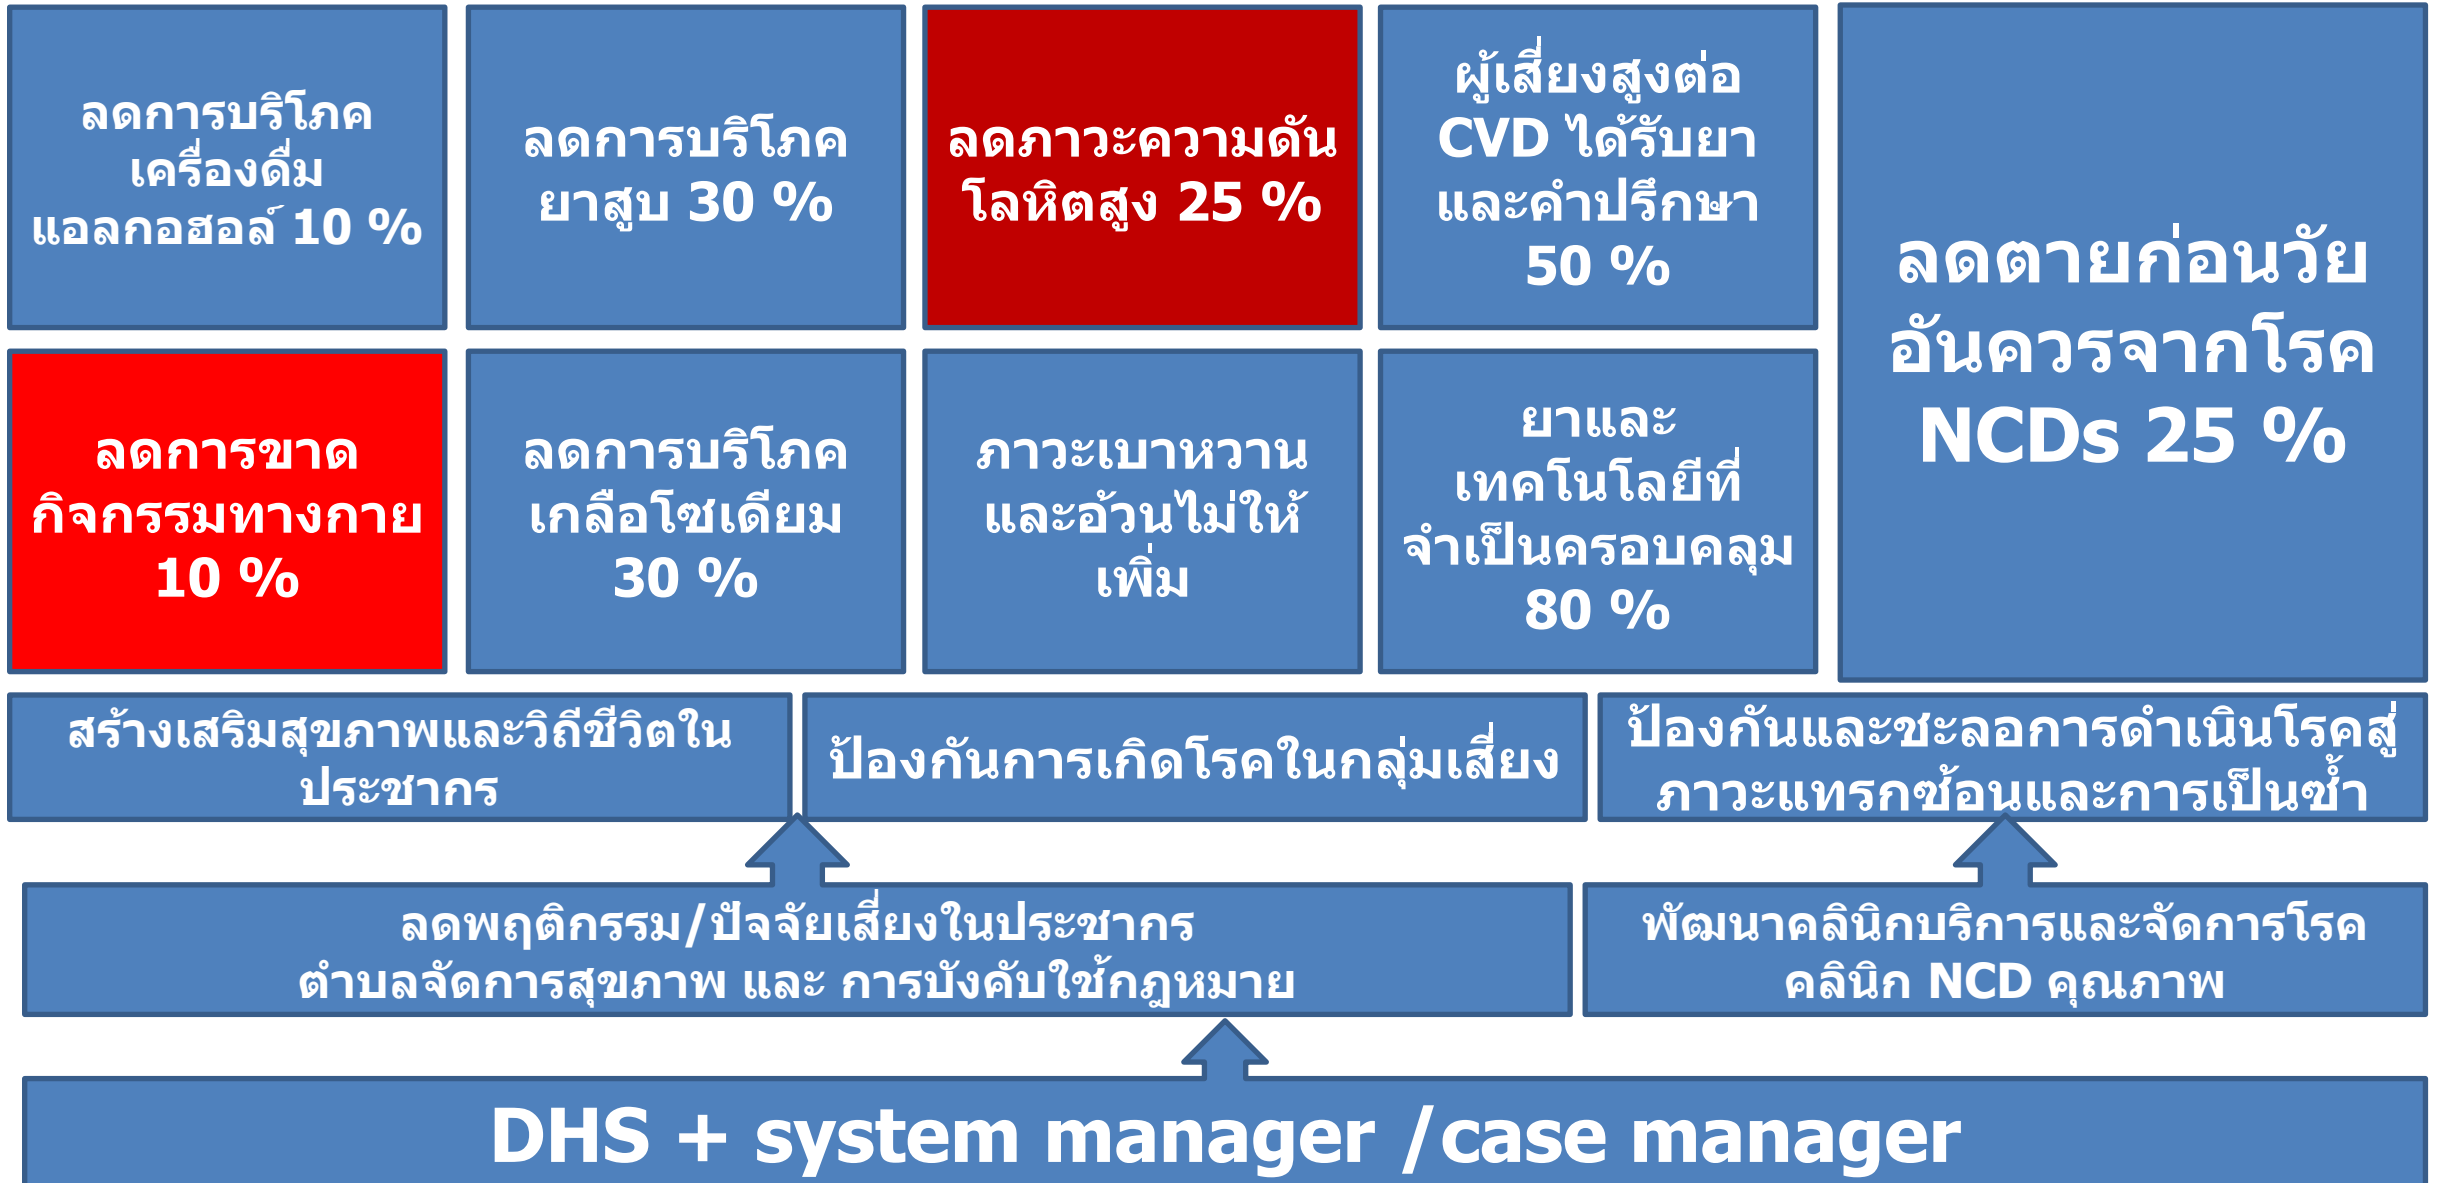 ลดการบริโภค
เครื่องดื่ม
แอลกอฮอล์ 10 %
ลดการบริโภค
ยาสูบ 30 %
ลดภาวะความดัน
โลหิตสูง 25 %
ผู้เสี่ยงสูงต่อ
CVD ได้รับยา
และคำปรึกษา
50 %
ลดตายก่อนวัย
อันควรจากโรค
NCDs 25 %
ลดการขาด
กิจกรรมทางกาย
10 %
ลดการบริโภค
เกลือโซเดียม
30 %
ภาวะเบาหวาน
และอ้วนไม่ให้
เพิ่ม
ยาและ
เทคโนโลยีที่
จำเป็นครอบคลุม
80 %
สร้างเสริมสุขภาพและวิถีชีวิตใน
ประชากร
ป้องกันการเกิดโรคในกลุ่มเสี่ยง
ป้องกันและชะลอการดำเนินโรคสู่
ภาวะแทรกซ้อนและการเป็นซ้ำ
ลดพฤติกรรม/ปัจจัยเสี่ยงในประชากร
ตำบลจัดการสุขภาพ และ การบังคับใช้กฎหมาย
พัฒนาคลินิกบริการและจัดการโรค
คลินิก NCD คุณภาพ
DHS + system manager /case manager